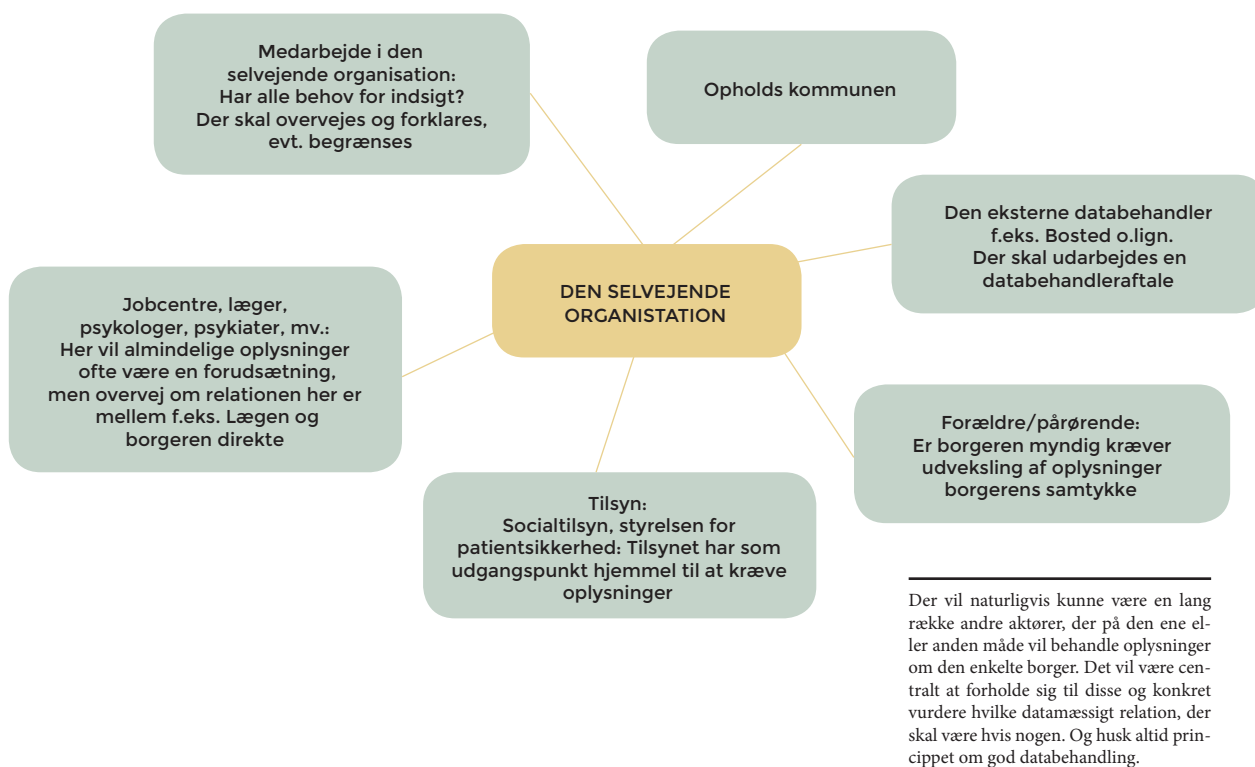 Medarbejde i den
selvejende organisation:
Har alle behov for indsigt?
Der skal overvejes og forklares,
evt. begrænses
Opholds kommunen
Den eksterne databehandler
f.eks. Bosted o.lign.
Der skal udarbejdes en
databehandleraftale
DEN SELVEJENDE
ORGANISTATION
Jobcentre, læger,
psykologer, psykiater, mv.:
Her vil almindelige oplysninger
ofte være en forudsætning,
men overvej om relationen her er
mellem f.eks. Lægen og
borgeren direkte
Forældre/pårørende:
Er borgeren myndig kræver
udveksling af oplysninger
borgerens samtykke
Tilsyn:
Socialtilsyn, styrelsen for
patientsikkerhed: Tilsynet har som
udgangspunkt hjemmel til at kræve
oplysninger
Der vil naturligvis kunne være en lang
række andre aktører, der på den ene el-
ler anden måde vil behandle oplysninger
om den enkelte borger. Det vil være cen-
tralt at forholde sig til disse og konkret
vurdere hvilke datamæssigt relation, der
skal være hvis nogen. Og husk altid prin-
cippet om god databehandling.